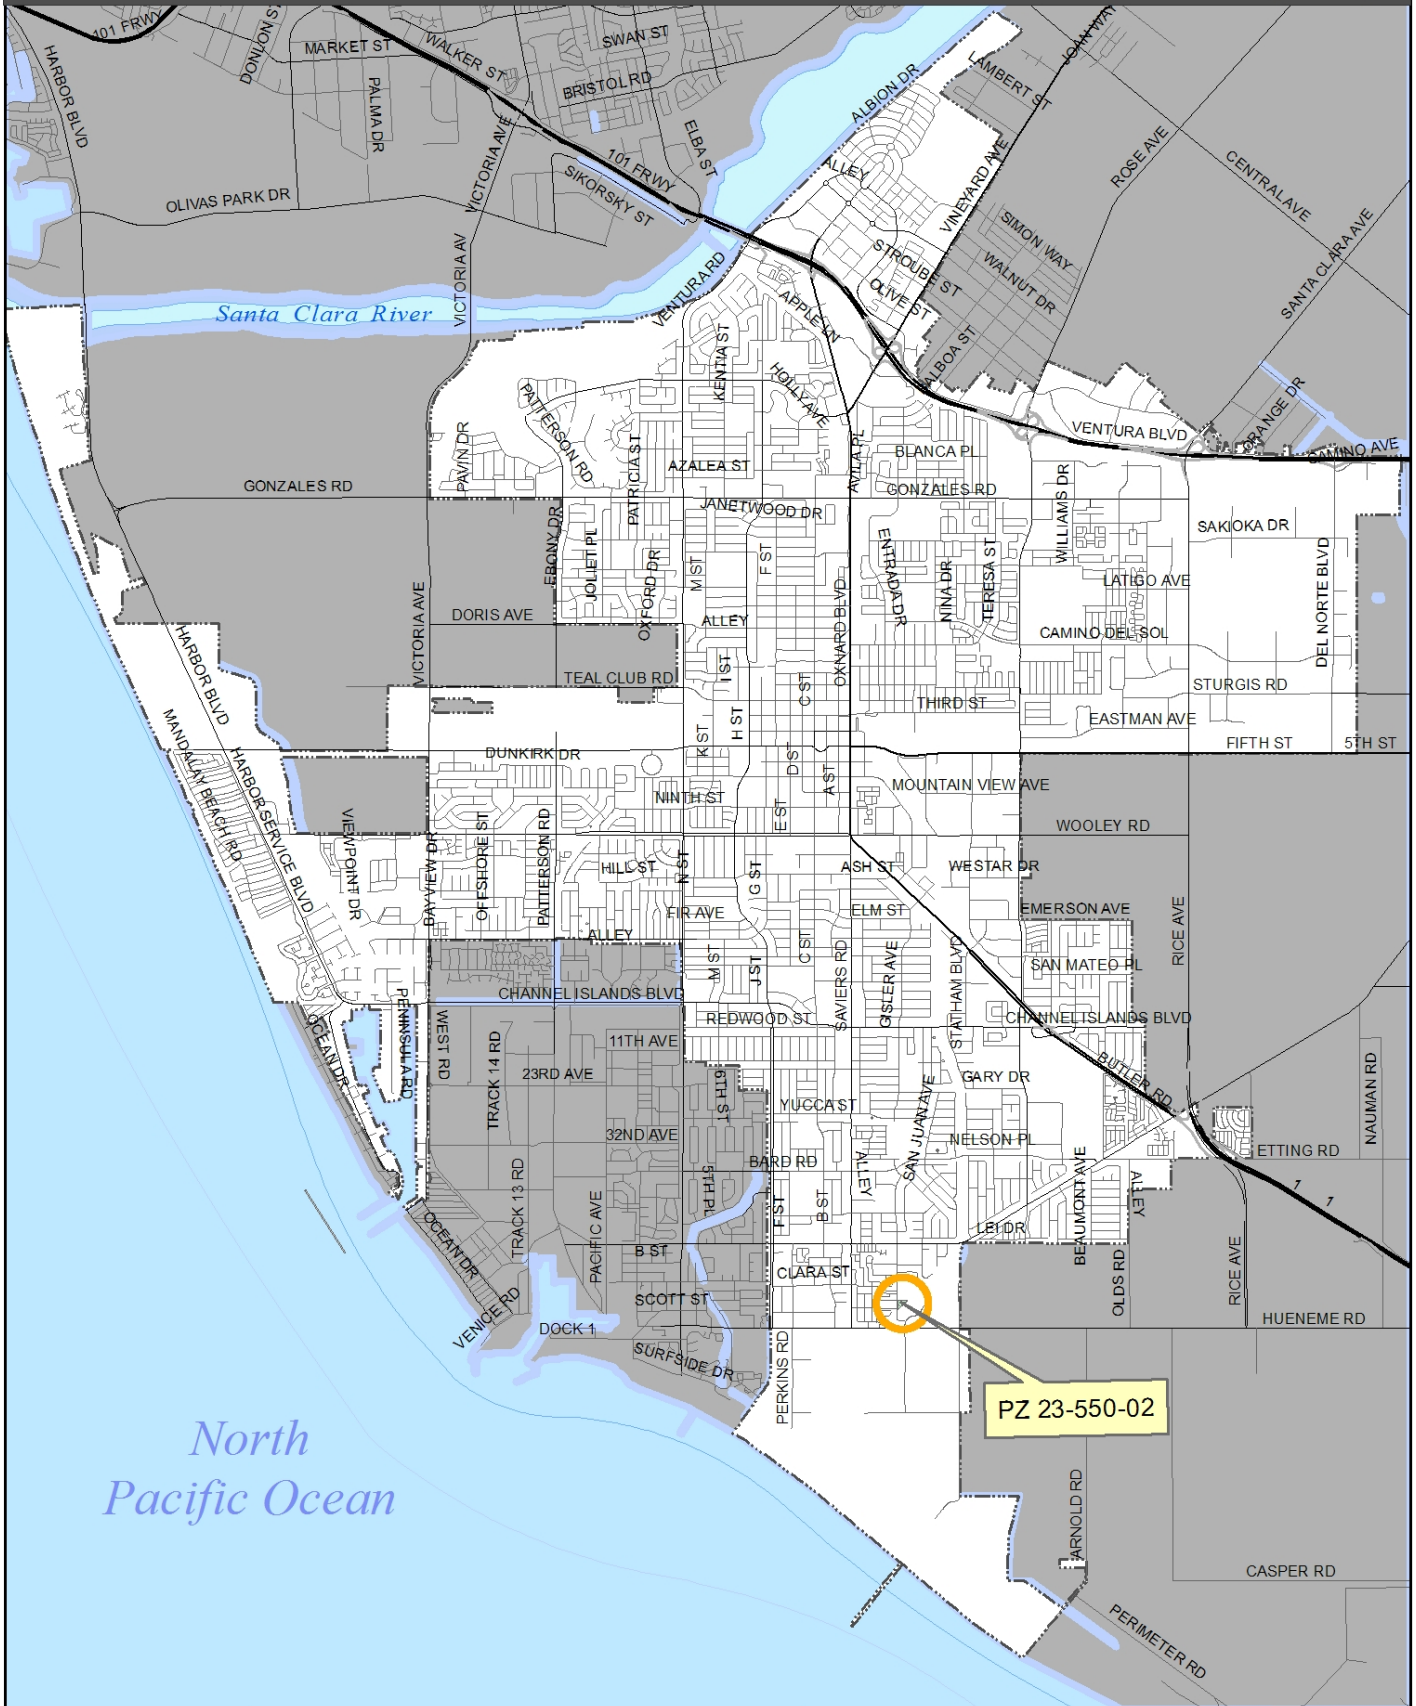 101 FRWY
HARBOR BLVD
DONLON ST
MARKET ST
PALMA DR
WALKER ST
SWAN ST
BRISTOL RD
VICTORIA AVE
ELBA ST
101 FRWY
SIKORSKY ST
OLIVAS PARK DR
ALBION DR
LAMBERT ST
JOAN WAY
ALLEY
VINEYARD AVE
ROSE AVE
CENTRAL AVE
SANTA CLARA AVE
SIMON WAY
WALNUT DR
STROUBE ST
OLIVE ST
VICTORIA AV
Santa Clara River
VENTURA RD
APPLE LN
KENTIA ST
HOLLY AVE
BALBOA ST
ORANGE DR
VENTURA BLVD
CAMINO AVE
PATTERSON RD
PAVIN DR
PATRICIA ST
AZALEA ST
AVILA PL
BLANCA PL
GONZALES RD
GONZALES RD
JANETWOOD DR
WILLIAMS DR
SAKIOKA DR
EBONY DR
JOLIET PL
OXFORD DR
M ST
F ST
ENTRADA DR
NINA DR
TERESA ST
LATIGO AVE
DEL NORTE BLVD
VICTORIA AVE
DORIS AVE
ALLEY
OXNARD BLVD
CAMINO DEL SOL
HARBOR BLVD
TEAL CLUB RD
I ST
C ST
STURGIS RD
THIRD ST
EASTMAN AVE
MANDALAY BEACH RD
H ST
K ST
FIFTH ST
5TH ST
DUNKIRK DR
D ST
A ST
HARBOR SERVICE BLVD
NINTH ST
E ST
MOUNTAIN VIEW AVE
WOOLEY RD
VIEWPOINT DR
BAYVIEW DR
OFFSHORE ST
PATTERSON RD
HILL ST
N ST
G ST
ASH ST
WESTAR DR
FIR AVE
ELM ST
EMERSON AVE
ALLEY
M ST
J ST
C ST
SAVIERS RD
GISLER AVE
STATHAM BLVD
SAN MATEO PL
RICE AVE
CHANNEL ISLANDS BLVD
REDWOOD ST
CHANNEL ISLANDS BLVD
OCEAN DR
PENINSULA RD
WEST RD
TRACK 14 RD
11TH AVE
23RD AVE
6TH ST
YUCCA ST
SAN JUAN AVE
GARY DR
BUTLER RD
NAUMAN RD
32ND AVE
NELSON PL
ETTING RD
BARD RD
ALLEY
BEAUMONT AVE
ALLEY
5TH PL
F ST
B ST
LEI DR
1
1
TRACK 13 RD
PACIFIC AVE
OCEAN DR
B ST
CLARA ST
OLDS RD
RICE AVE
SCOTT ST
VENICE RD
DOCK 1
HUENEME RD
SURFSIDE DR
PERKINS RD
PZ 23-550-02
North
Pacific Ocean
ARNOLD RD
CASPER RD
PERIMETER RD